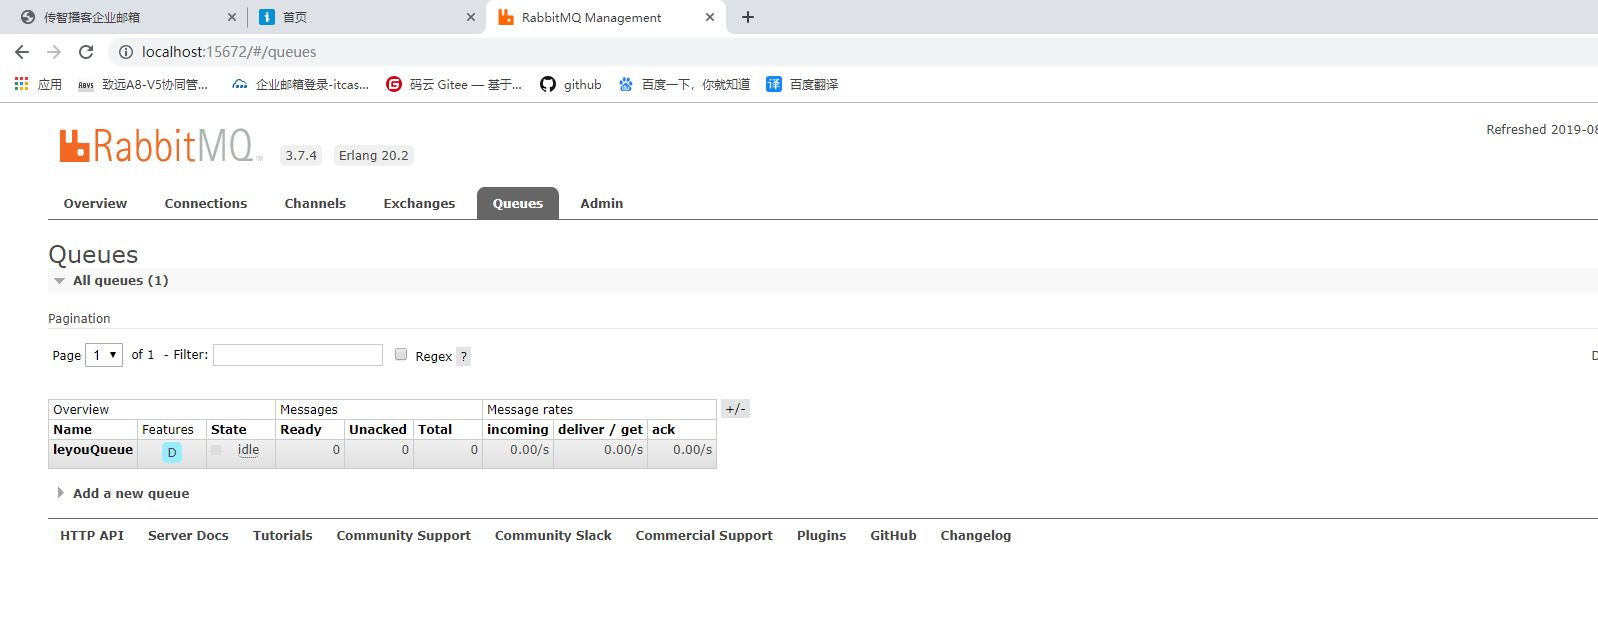 传智播客企业邮箱 首页 RabbitMQ Management
localhost:15672/#/queues
应用 致远A8-V5协同管... 企业邮箱登录-itcas... 码云 Gitee — 基于... github 百度一下，你就知道 译 百度翻译
RabbitMQ TM 3.7.4 Erlang 20.2 Refreshed 2019-08
Overview Connections Channels Exchanges Queues Admin
Queues
All queues (1)
Pagination
Page 1 of 1 - Filter: Regex ? D
Overview Messages Message rates +/-
Name Features State Ready Unacked Total incoming deliver / get ack
leyouQueue D idle 0 0 0 0.00/s 0.00/s 0.00/s
Add a new queue
HTTP API Server Docs Tutorials Community Support Community Slack Commercial Support Plugins GitHub Changelog